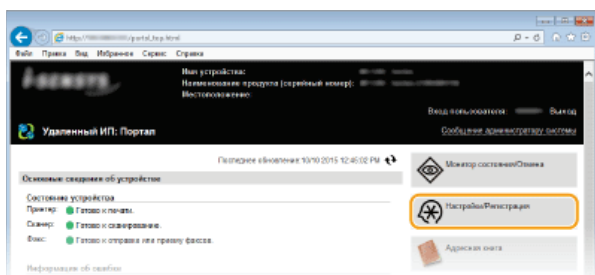 http://
/portal_top.html
Файл Правка Вид Избранное Сервис Справка
Имя устройства:
Наименование продукта (серийный номер):
Местоположение:
Вход пользователя: Выход
Удаленный ИП: Портал
Сообщение администратору системы
Последнее обновление: 10/10 2015 12:45:02 PM
Монитор состояния/Отмена
Основные сведения об устройстве
Состояние устройства
Принтер: Готово к печати.
Настройки/Регистрация
Сканер: Готово к сканированию.
Факс: Готово к отправке или приему факсов.
Адресная книга
Информация об ошибке